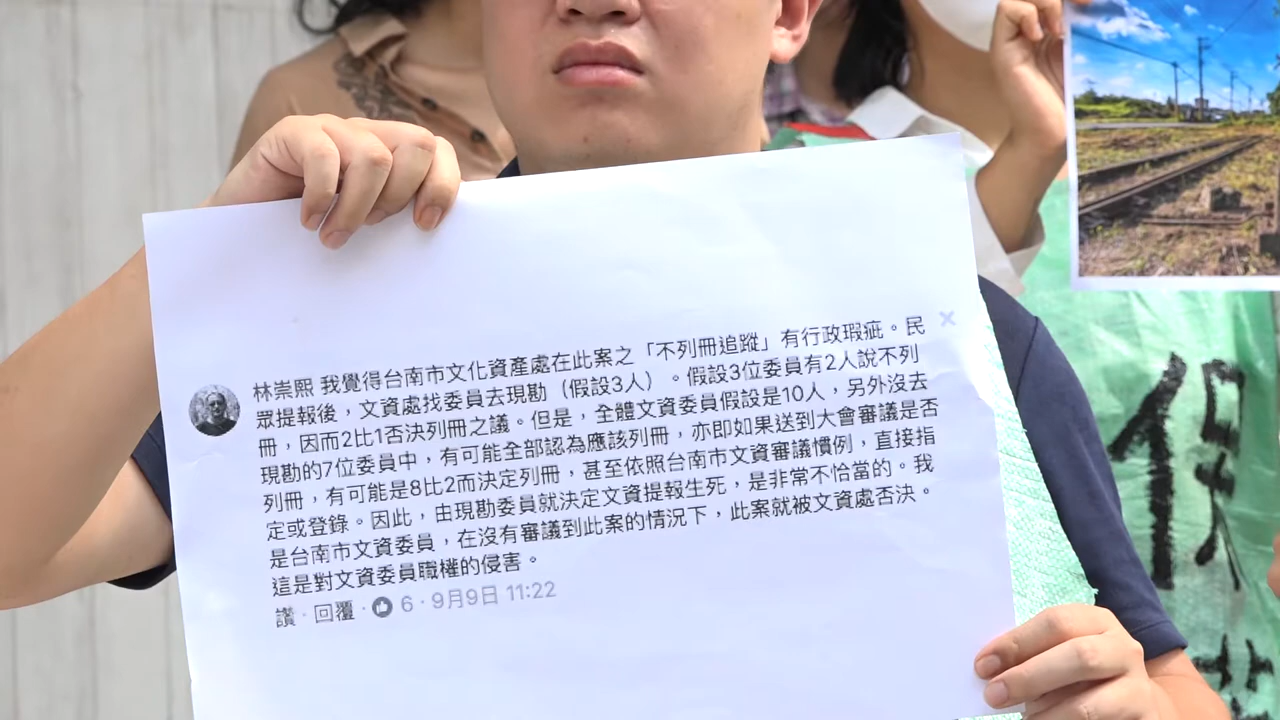 林崇熙 我覺得台南市文化資產處在此案之「不列冊追蹤」有行政瑕疵。民
眾提報後，文資處找委員去現勘（假設3人）。假設3位委員有2人說不列
冊，因而2比1否決列冊之議。但是，全體文資委員假設是10人，另外沒去
現勘的7位委員中，有可能全部認為應該列冊，亦即如果送到大會審議是否
列冊，有可能是8比2而決定列冊，甚至依照台南市文資審議慣例，直接指
定或登錄。因此，由現勘委員就決定文資提報生死，是非常不恰當的。我
是台南市文資委員，在沒有審議到此案的情況下，此案就被文資處否決。
這是對文資委員職權的侵害。
讚 · 回覆 · 6 · 9月9日 11:22
保